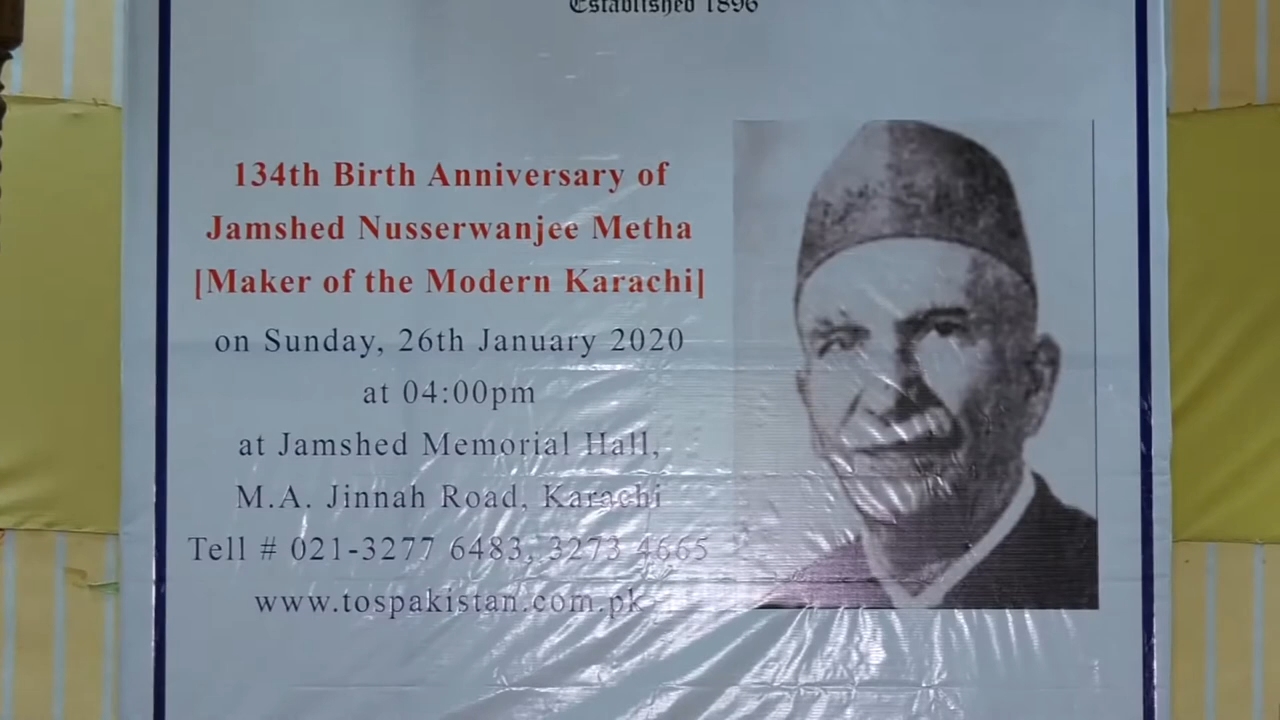 Established 1896
134th Birth Anniversary of
Jamshed Nusserwanjee Metha
[Maker of the Modern Karachi]
on Sunday, 26th January 2020
at 04:00pm
at Jamshed Memorial Hall,
M.A. Jinnah Road, Karachi
Tell # 021-3277 6483, 3273 4665
www.tospakistan.com.pk